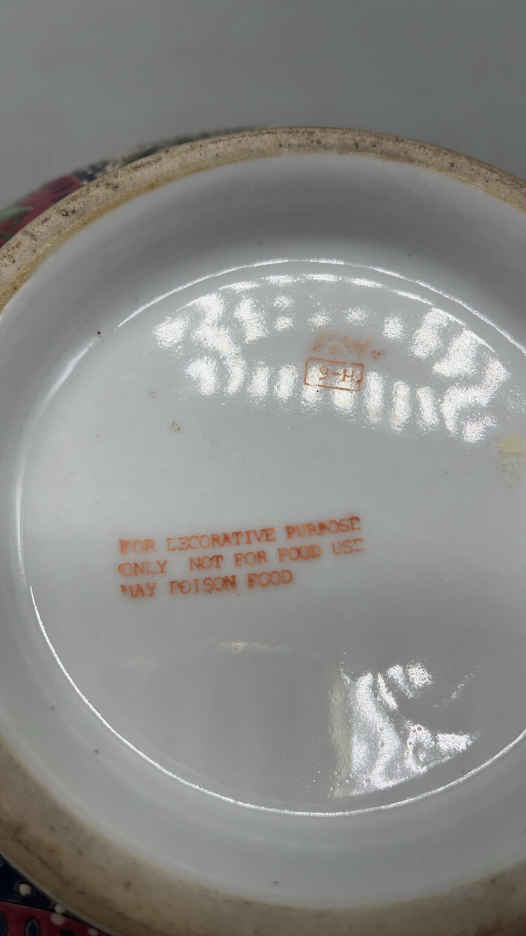 FOR DECORATIVE PURPOSE
ONLY NOT FOR FOOD USE
MAY POISON FOOD